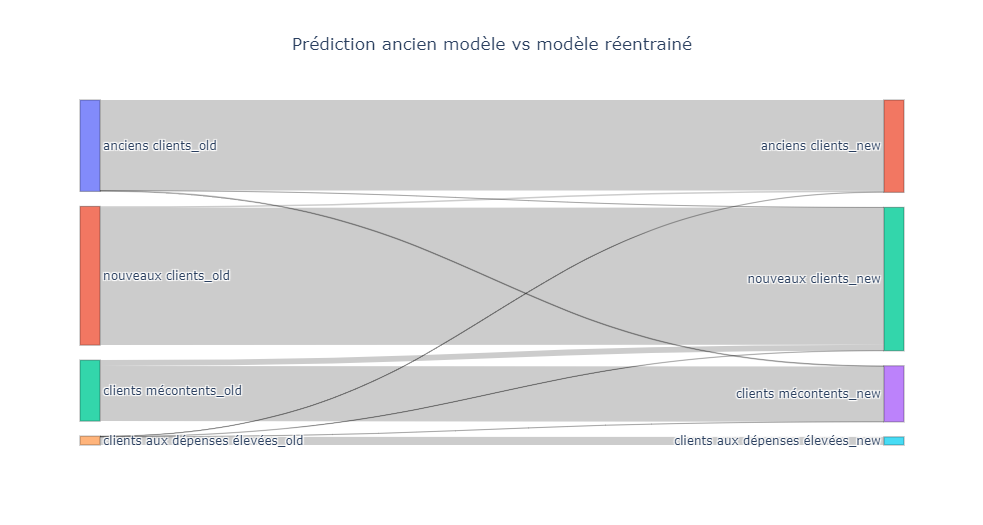 Prédiction ancien modèle vs modèle réentrainé
anciens clients_old
anciens clients_new
nouveaux clients_old
nouveaux clients_new
clients mécontents_old
clients mécontents_new
clients aux dépenses élevées_old
clients aux dépenses élevées_new